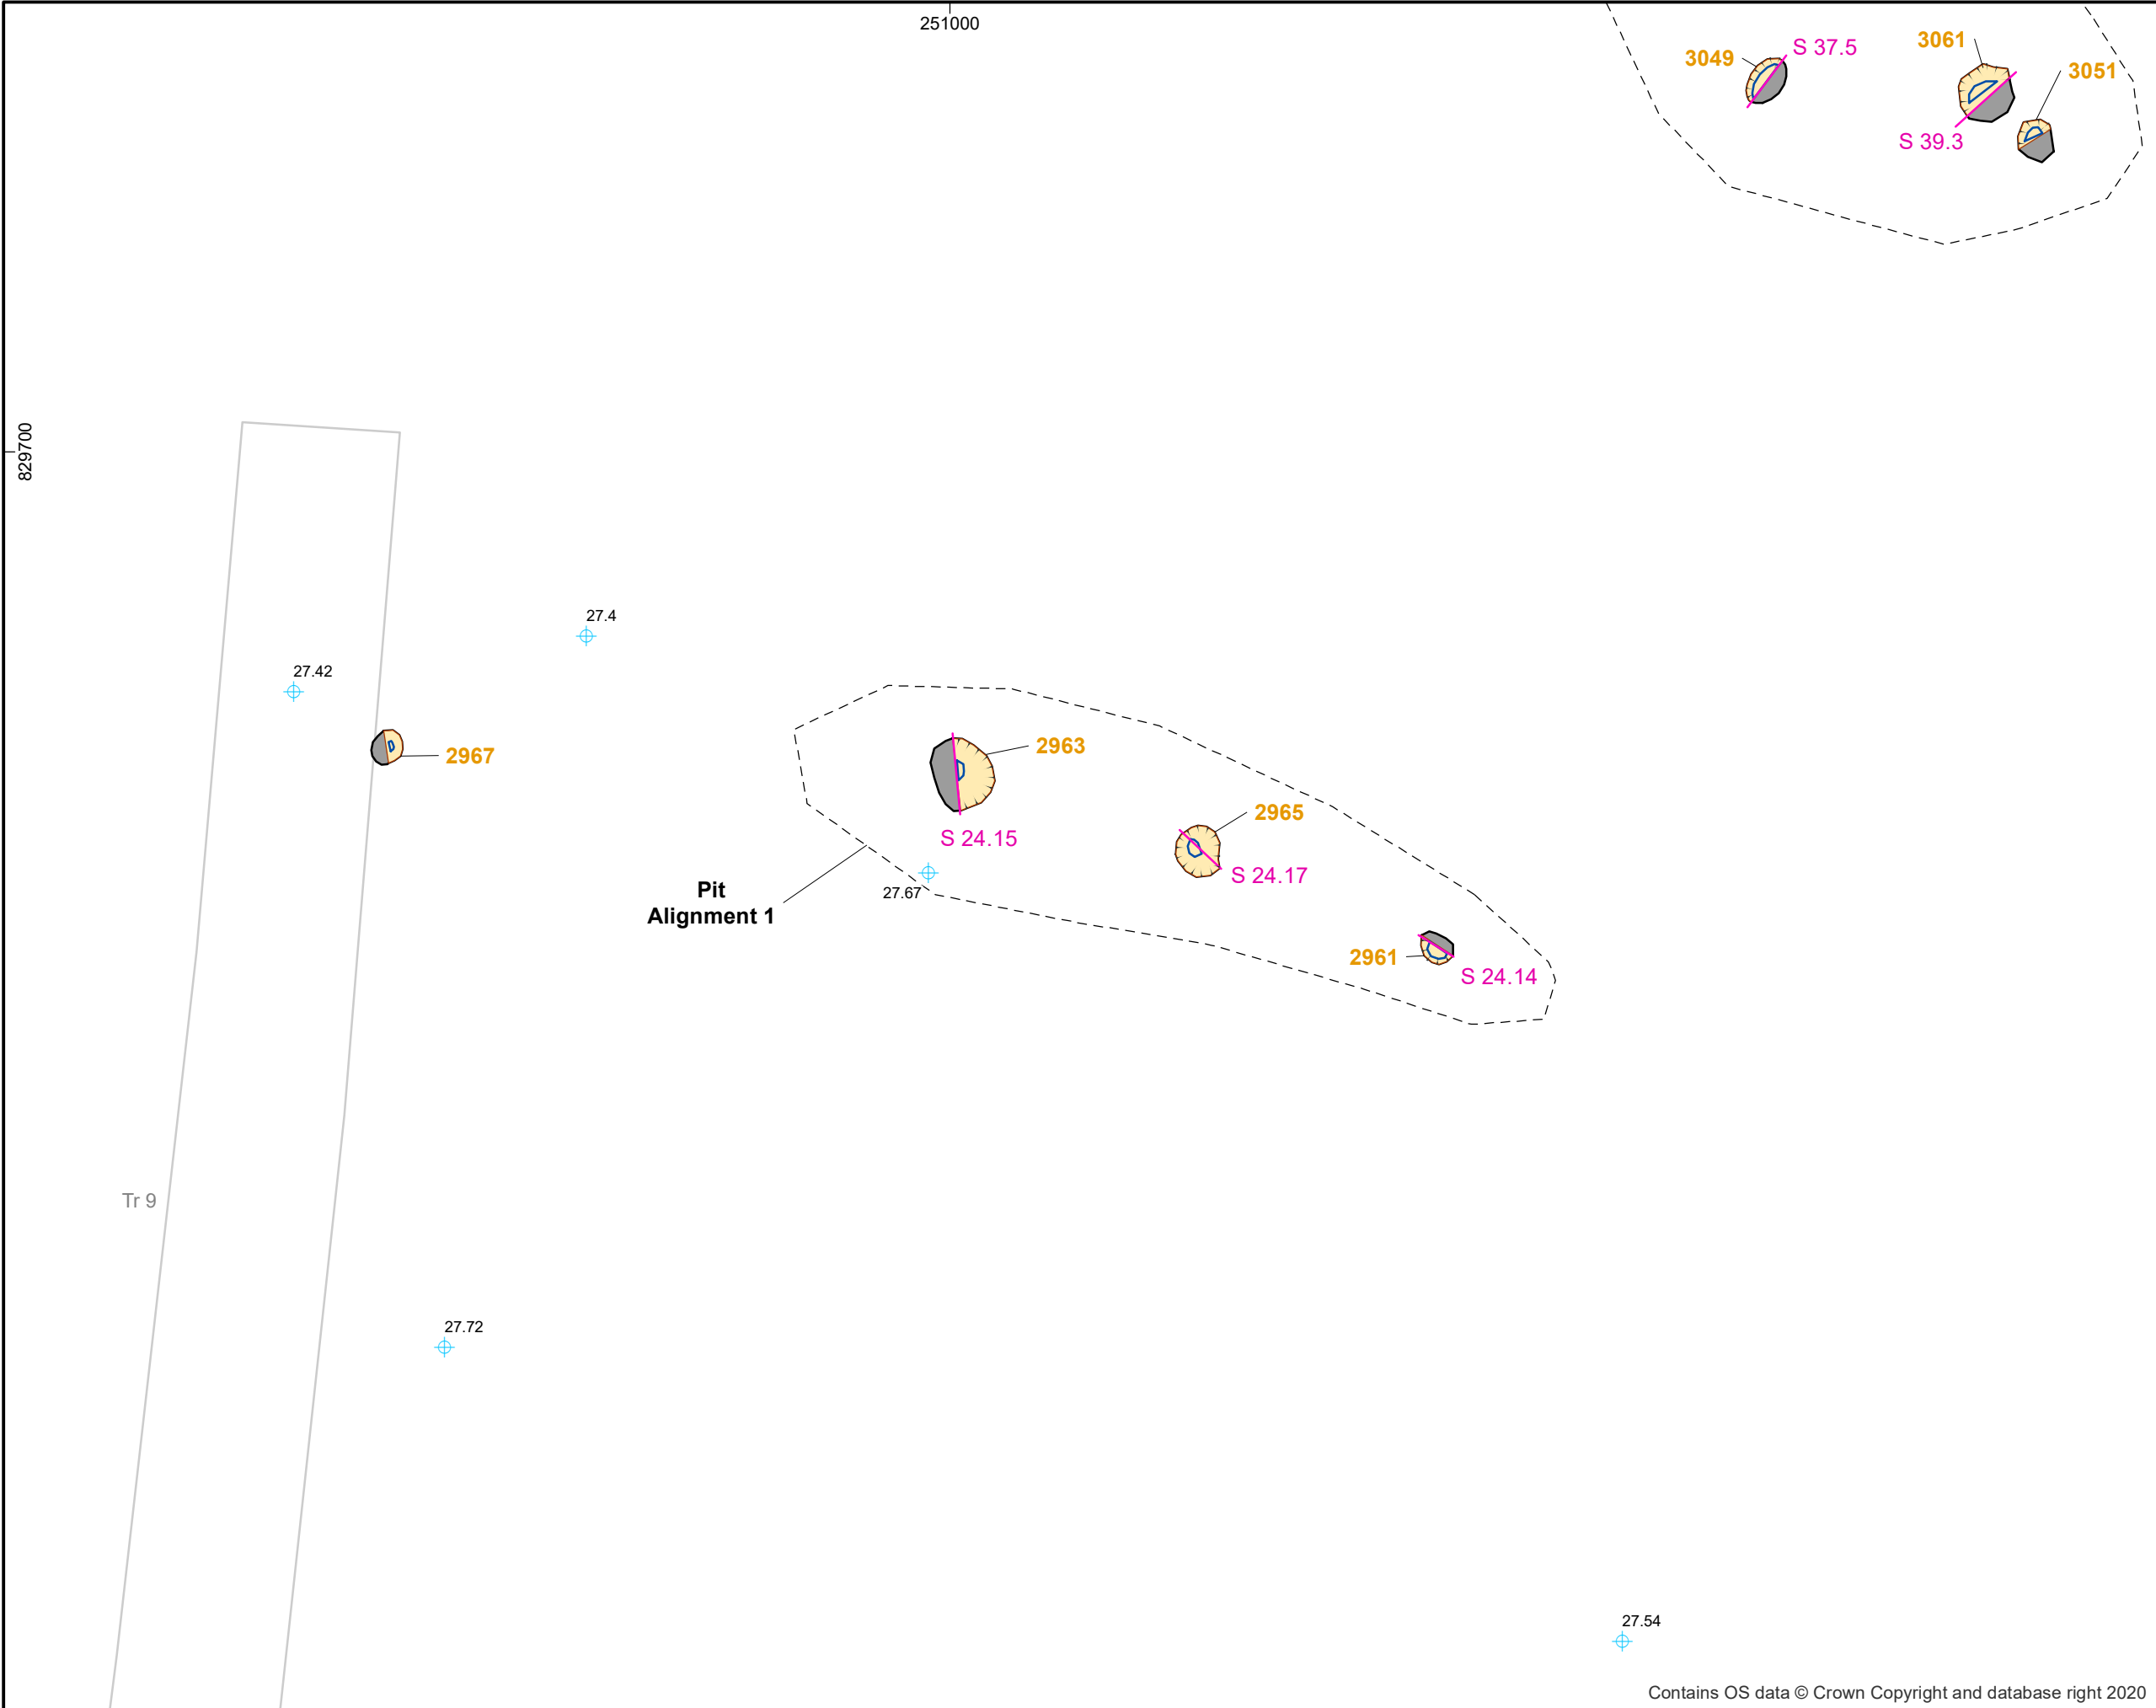 251000
3049
S 37.5
3061
3051
S 39.3
829700
27.4
27.42
2967
2963
S 24.15
2965
S 24.17
Pit
Alignment 1
27.67
2961
S 24.14
Tr 9
27.72
27.54
Contains OS data © Crown Copyright and database right 2020